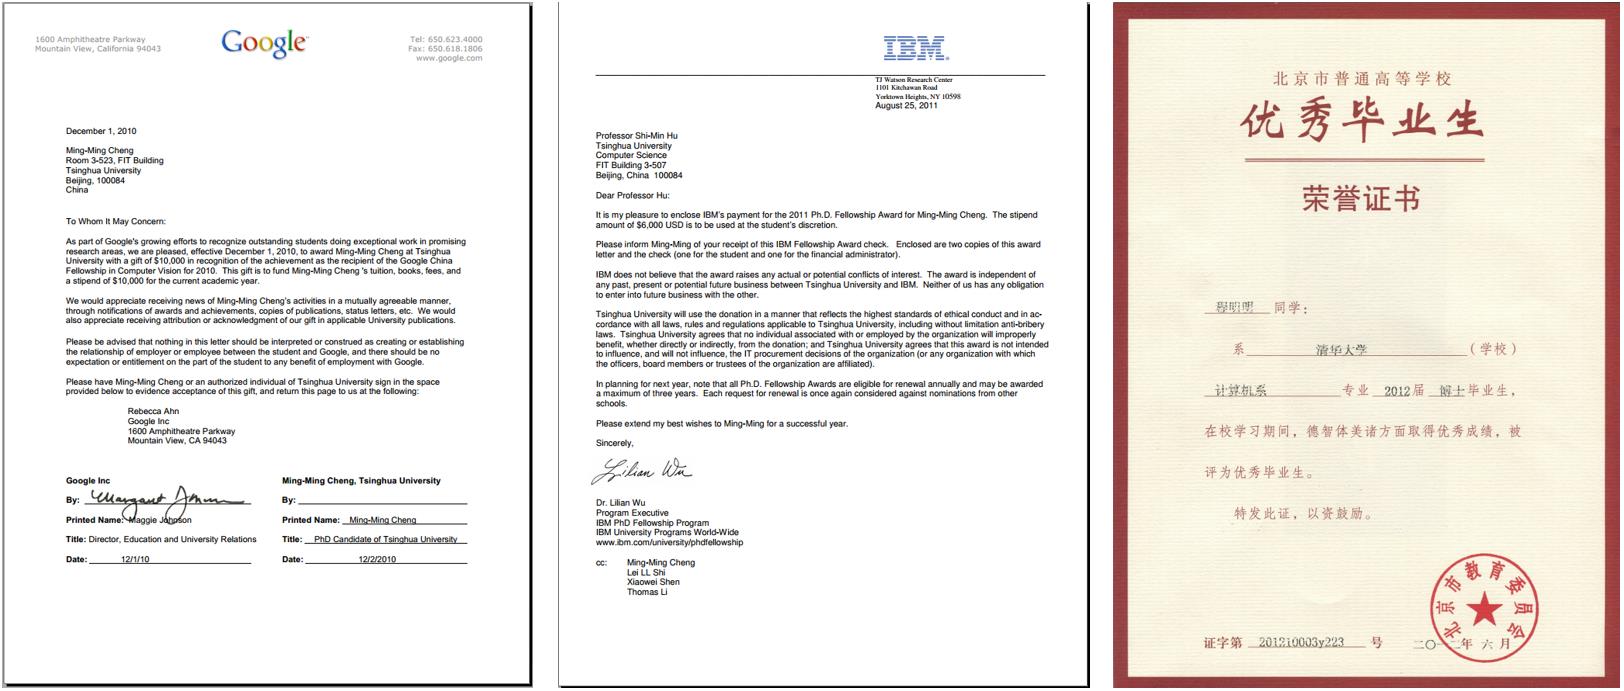 1600 Amphitheatre Parkway
Mountain View, California 94043
Google™
Tel: 650.623.4000
Fax: 650.618.1806
www.google.com
December 1, 2010
Ming-Ming Cheng
Room 3-523, FIT Building
Tsinghua University
Beijing, 100084
China
To Whom It May Concern:
As part of Google's growing efforts to recognize outstanding students doing exceptional work in promising
research areas, we are pleased, effective December 1, 2010, to award Ming-Ming Cheng at Tsinghua
University with a gift of $10,000 in recognition of the achievement as the recipient of the Google China
Fellowship in Computer Vision for 2010. This gift is to fund Ming-Ming Cheng 's tuition, books, fees, and
a stipend of $10,000 for the current academic year.
We would appreciate receiving news of Ming-Ming Cheng's activities in a mutually agreeable manner,
through notifications of awards and achievements, copies of publications, status letters, etc. We would
also appreciate receiving attribution or acknowledgment of our gift in applicable University publications.
Please be advised that nothing in this letter should be interpreted or construed as creating or establishing
the relationship of employer or employee between the student and Google, and there should be no
expectation or entitlement on the part of the student to any benefit of employment with Google.
Please have Ming-Ming Cheng or an authorized individual of Tsinghua University sign in the space
provided below to evidence acceptance of this gift, and return this page to us at the following:
Rebecca Ahn
Google Inc
1600 Amphitheatre Parkway
Mountain View, CA 94043
Google Inc
By:
Printed Name: Maggie Johnson
Title: Director, Education and University Relations
Date: 12/1/10
Ming-Ming Cheng, Tsinghua University
By:
Printed Name: Ming-Ming Cheng
Title: PhD Candidate of Tsinghua University
Date: 12/2/2010
IBM
TJ Watson Research Center
1101 Kitchawan Road
Yorktown Heights, NY 10598
August 25, 2011
Professor Shi-Min Hu
Tsinghua University
Computer Science
FIT Building 3-507
Beijing, China 100084
Dear Professor Hu:
It is my pleasure to enclose IBM's payment for the 2011 Ph.D. Fellowship Award for Ming-Ming Cheng. The stipend
amount of $6,000 USD is to be used at the student's discretion.
Please inform Ming-Ming of your receipt of this IBM Fellowship Award check. Enclosed are two copies of this award
letter and the check (one for the student and one for the financial administrator).
IBM does not believe that the award raises any actual or potential conflicts of interest. The award is independent of
any past, present or potential future business between Tsinghua University and IBM. Neither of us has any obligation
to enter into future business with the other.
Tsinghua University will use the donation in a manner that reflects the highest standards of ethical conduct and in ac-
cordance with all laws, rules and regulations applicable to Tsinghua University, including without limitation anti-bribery
laws. Tsinghua University agrees that no individual associated with or employed by the organization will improperly
benefit, whether directly or indirectly, from the donation; and Tsinghua University agrees that this award is not intended
to influence, and will not influence, the IT procurement decisions of the organization (or any organization with which
the officers, board members or trustees of the organization are affiliated).
In planning for next year, note that all Ph.D. Fellowship Awards are eligible for renewal annually and may be awarded
a maximum of three years. Each request for renewal is once again considered against nominations from other
schools.
Please extend my best wishes to Ming-Ming for a successful year.
Sincerely,
Lilian Wu
Dr. Lilian Wu
Program Executive
IBM PhD Fellowship Program
IBM University Programs World-Wide
www.ibm.com/university/phdfellowship
cc: Ming-Ming Cheng
Lei LL Shi
Xiaowei Shen
Thomas Li
北京市普通高等学校
优秀毕业生
荣誉证书
程明明 同学：
系 清华大学 （学校）
计算机系 专业 2012届 博士毕业生，
在校学习期间，德智体美诸方面取得优秀成绩，被
评为优秀毕业生。
特发此证，以资鼓励。
北京市教育委员会
证字第 201210003y223 号
二〇一二年 六 月